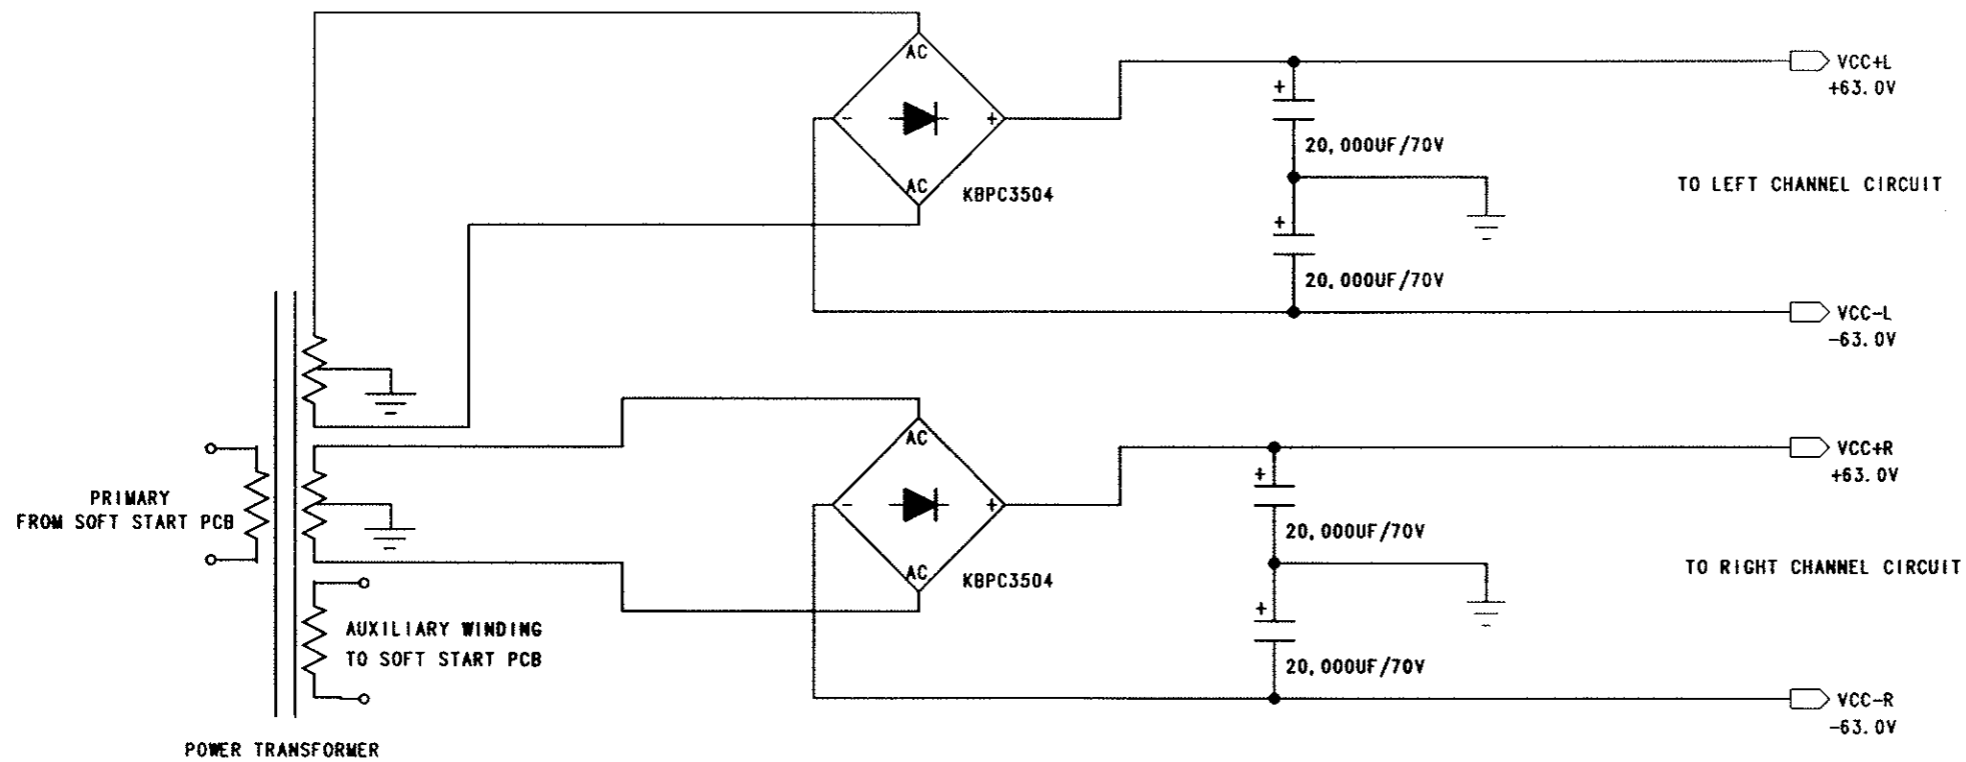 AC
VCC+L
+63.0V
+
- +
20,000UF/70V
AC
KBPC3504
TO LEFT CHANNEL CIRCUIT
+
20,000UF/70V
VCC-L
-63.0V
AC
VCC+R
+63.0V
+
PRIMARY
FROM SOFT START PCB
- +
20,000UF/70V
AC
KBPC3504
TO RIGHT CHANNEL CIRCUIT
+
AUXILIARY WINDING
TO SOFT START PCB
20,000UF/70V
VCC-R
-63.0V
POWER TRANSFORMER